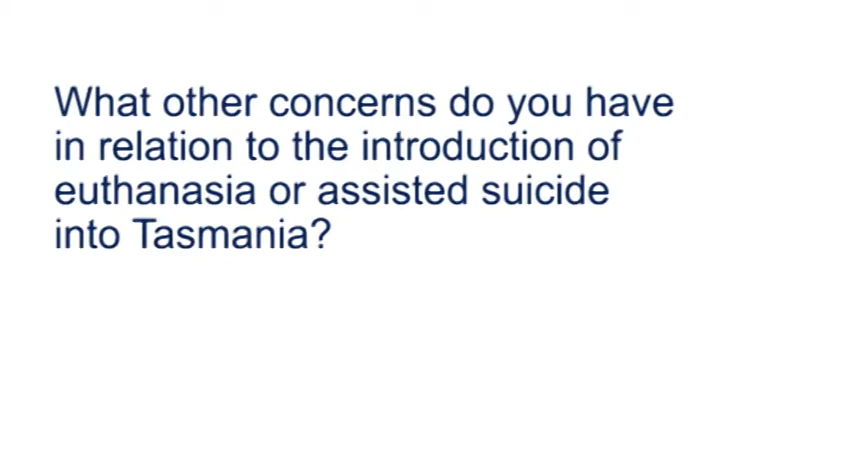 What other concerns do you have
in relation to the introduction of
euthanasia or assisted suicide
into Tasmania?